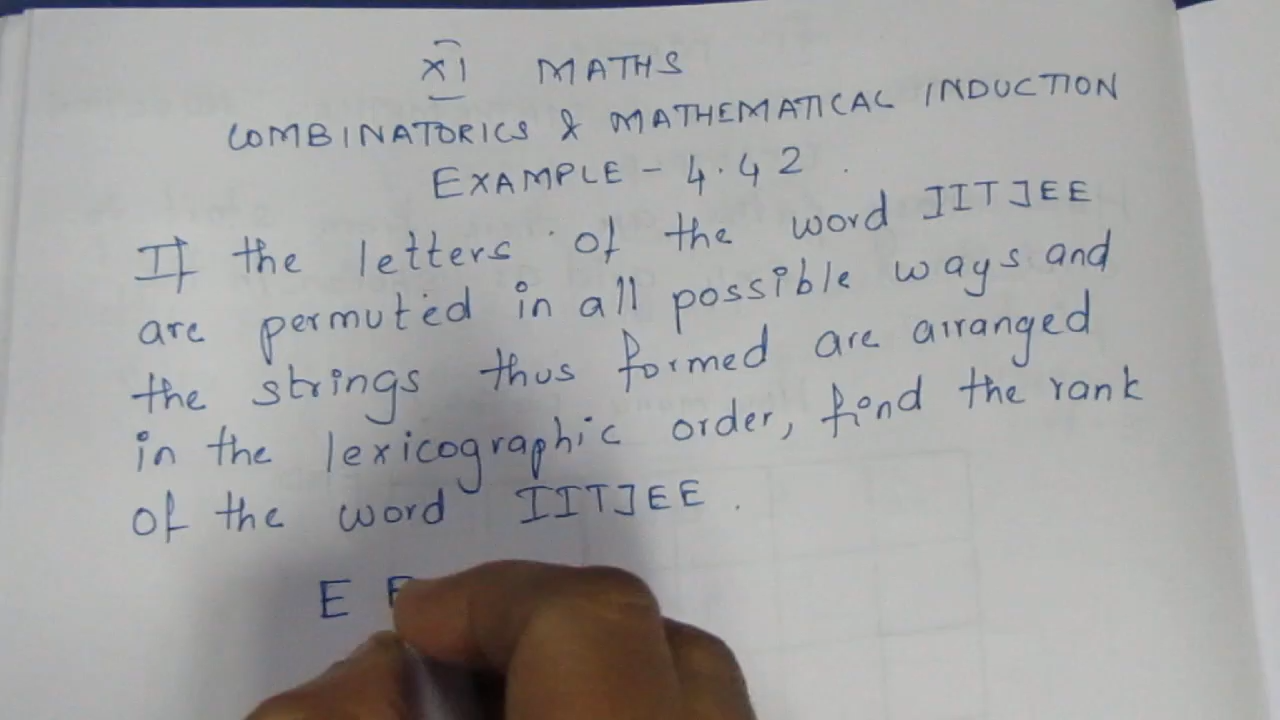 XI MATHS
COMBINATORICS & MATHEMATICAL INDUCTION
EXAMPLE - 4.42.
If the letters of the word IITJEE
are permuted in all possible ways and
the strings thus formed are arranged
in the lexicographic order, find the rank
of the word IITJEE.
E